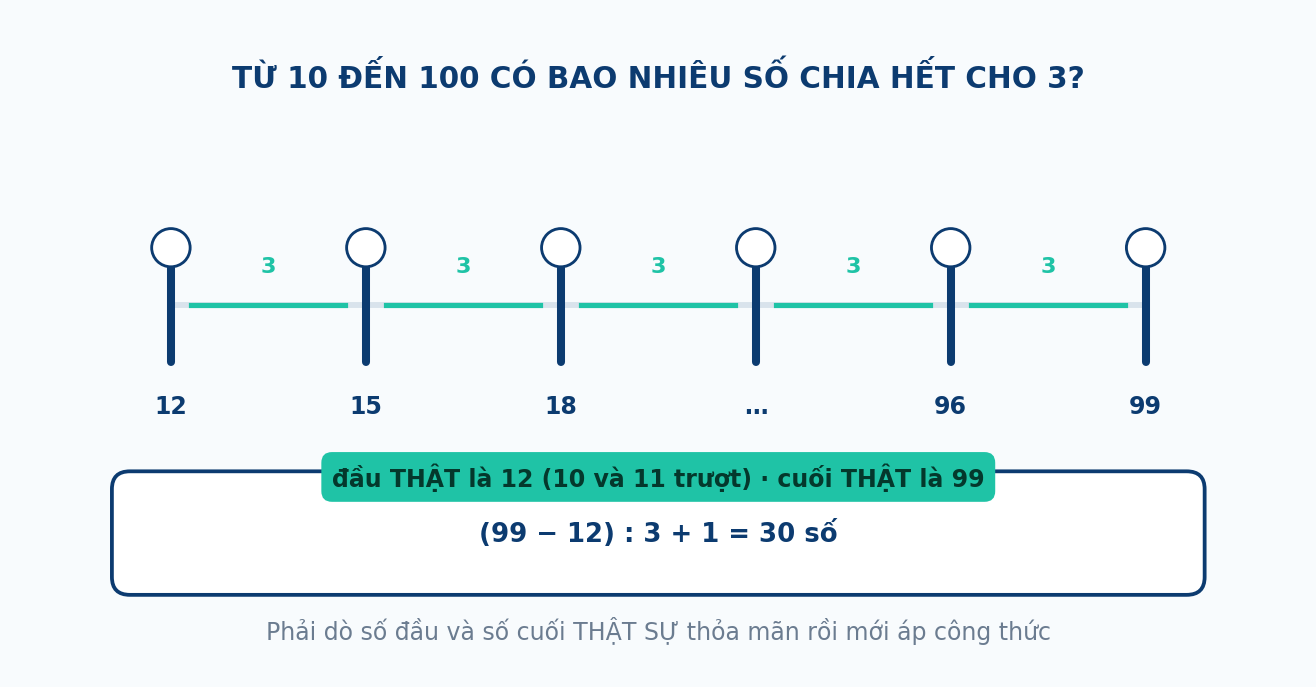 TỪ 10 ĐẾN 100 CÓ BAO NHIÊU SỐ CHIA HẾT CHO 3?
3 3 3 3 3
12 15 18 ... 96 99
đầu THẬT là 12 (10 và 11 trượt) · cuối THẬT là 99
(99 − 12) : 3 + 1 = 30 số
Phải dò số đầu và số cuối THẬT SỰ thỏa mãn rồi mới áp công thức